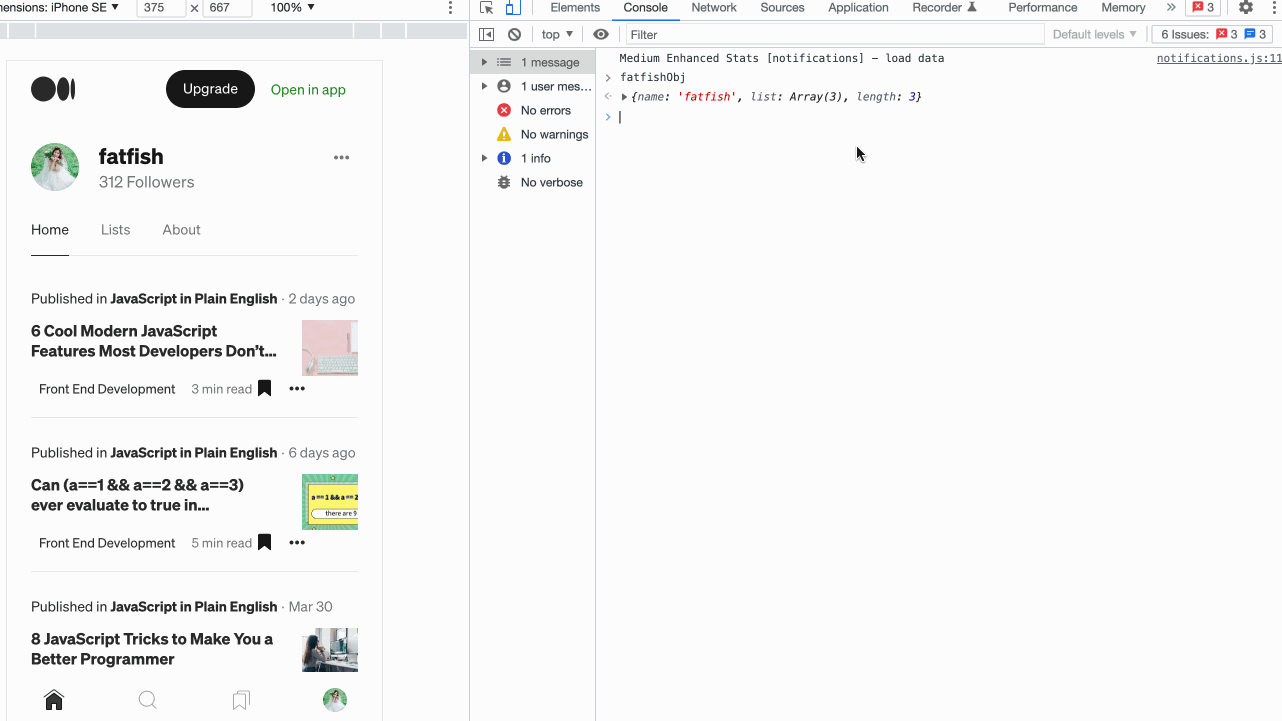 mensions: iPhone SE ▼ 375 × 667 100% ▼
Elements Console Network Sources Application Recorder Performance Memory » 3
top ▼ Filter Default levels ▼ 6 Issues: 3 3
Upgrade Open in app
fatfish
312 Followers
Home Lists About
Published in JavaScript in Plain English · 2 days ago
6 Cool Modern JavaScript
Features Most Developers Don’t...
Front End Development 3 min read
Published in JavaScript in Plain English · 6 days ago
Can (a==1 && a==2 && a==3)
ever evaluate to true in...
a == 1 && a == 2
there are 9
Front End Development 5 min read
Published in JavaScript in Plain English · Mar 30
8 JavaScript Tricks to Make You a
Better Programmer
1 message
1 user mes...
No errors
No warnings
1 info
No verbose
Medium Enhanced Stats [notifications] – load data notifications.js:11
fatfishObj
{name: 'fatfish', list: Array(3), length: 3}